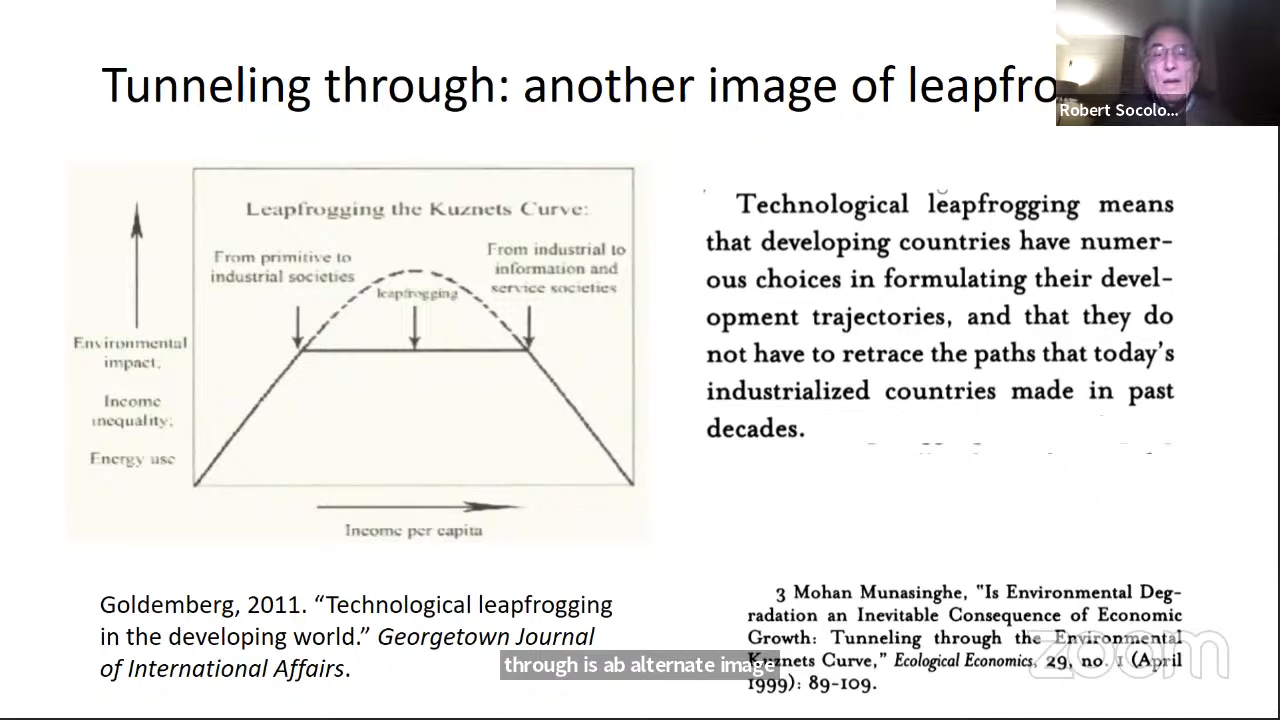 Tunneling through: another image of leapfro
Robert Socolo...
Leapfrogging the Kuznets Curve:
From primitive to
industrial societies
From industrial to
information and
service societies
leapfrogging
Environmental
impact,
Income
inequality;
Energy use
Income per capita
Technological leapfrogging means
that developing countries have numer-
ous choices in formulating their devel-
opment trajectories, and that they do
not have to retrace the paths that today's
industrialized countries made in past
decades.
Goldemberg, 2011. “Technological leapfrogging
in the developing world.” Georgetown Journal
of International Affairs.
3 Mohan Munasinghe, "Is Environmental Deg-
radation an Inevitable Consequence of Economic
Growth: Tunneling through the Environmental
Kuznets Curve," Ecological Economics, 29, no. 1 (April
1999): 89-109.
through is ab alternate image
zoom